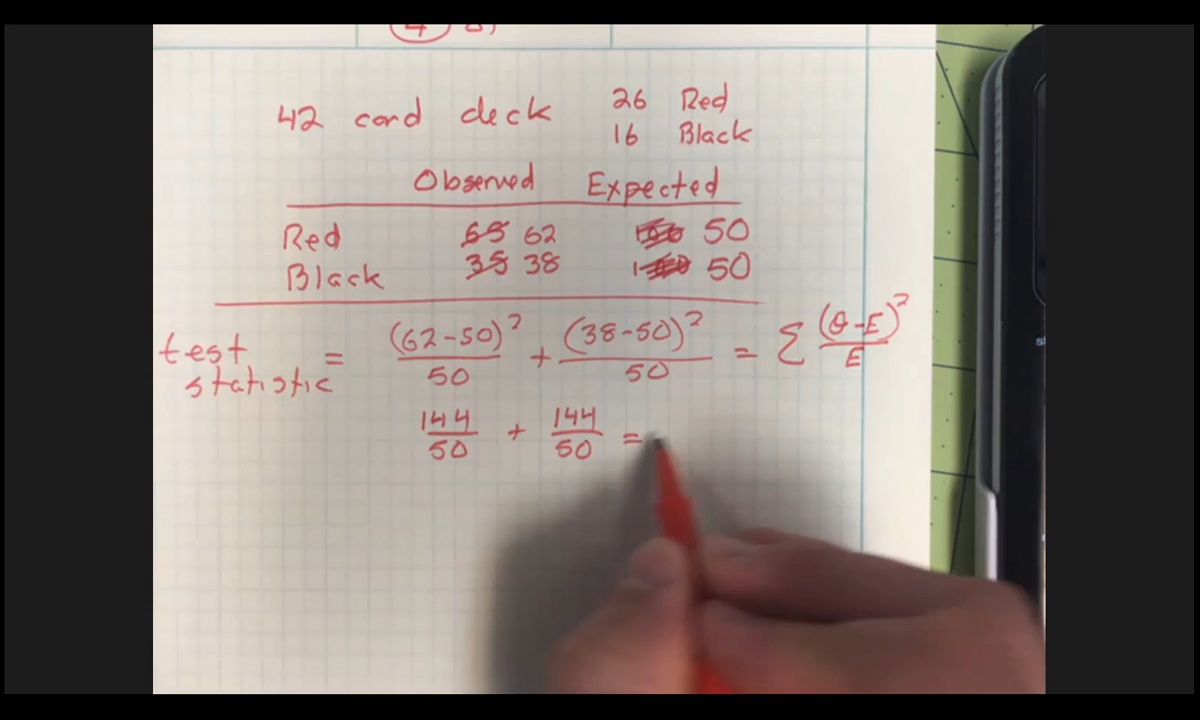 42 card deck 26 Red
16 Black
Observed Expected
Red 65 62 100 50
Black 35 38 50
test statistic = (62-50)²/50 + (38-50)²/50 = Σ (O-E)²/E
144/50 + 144/50 =